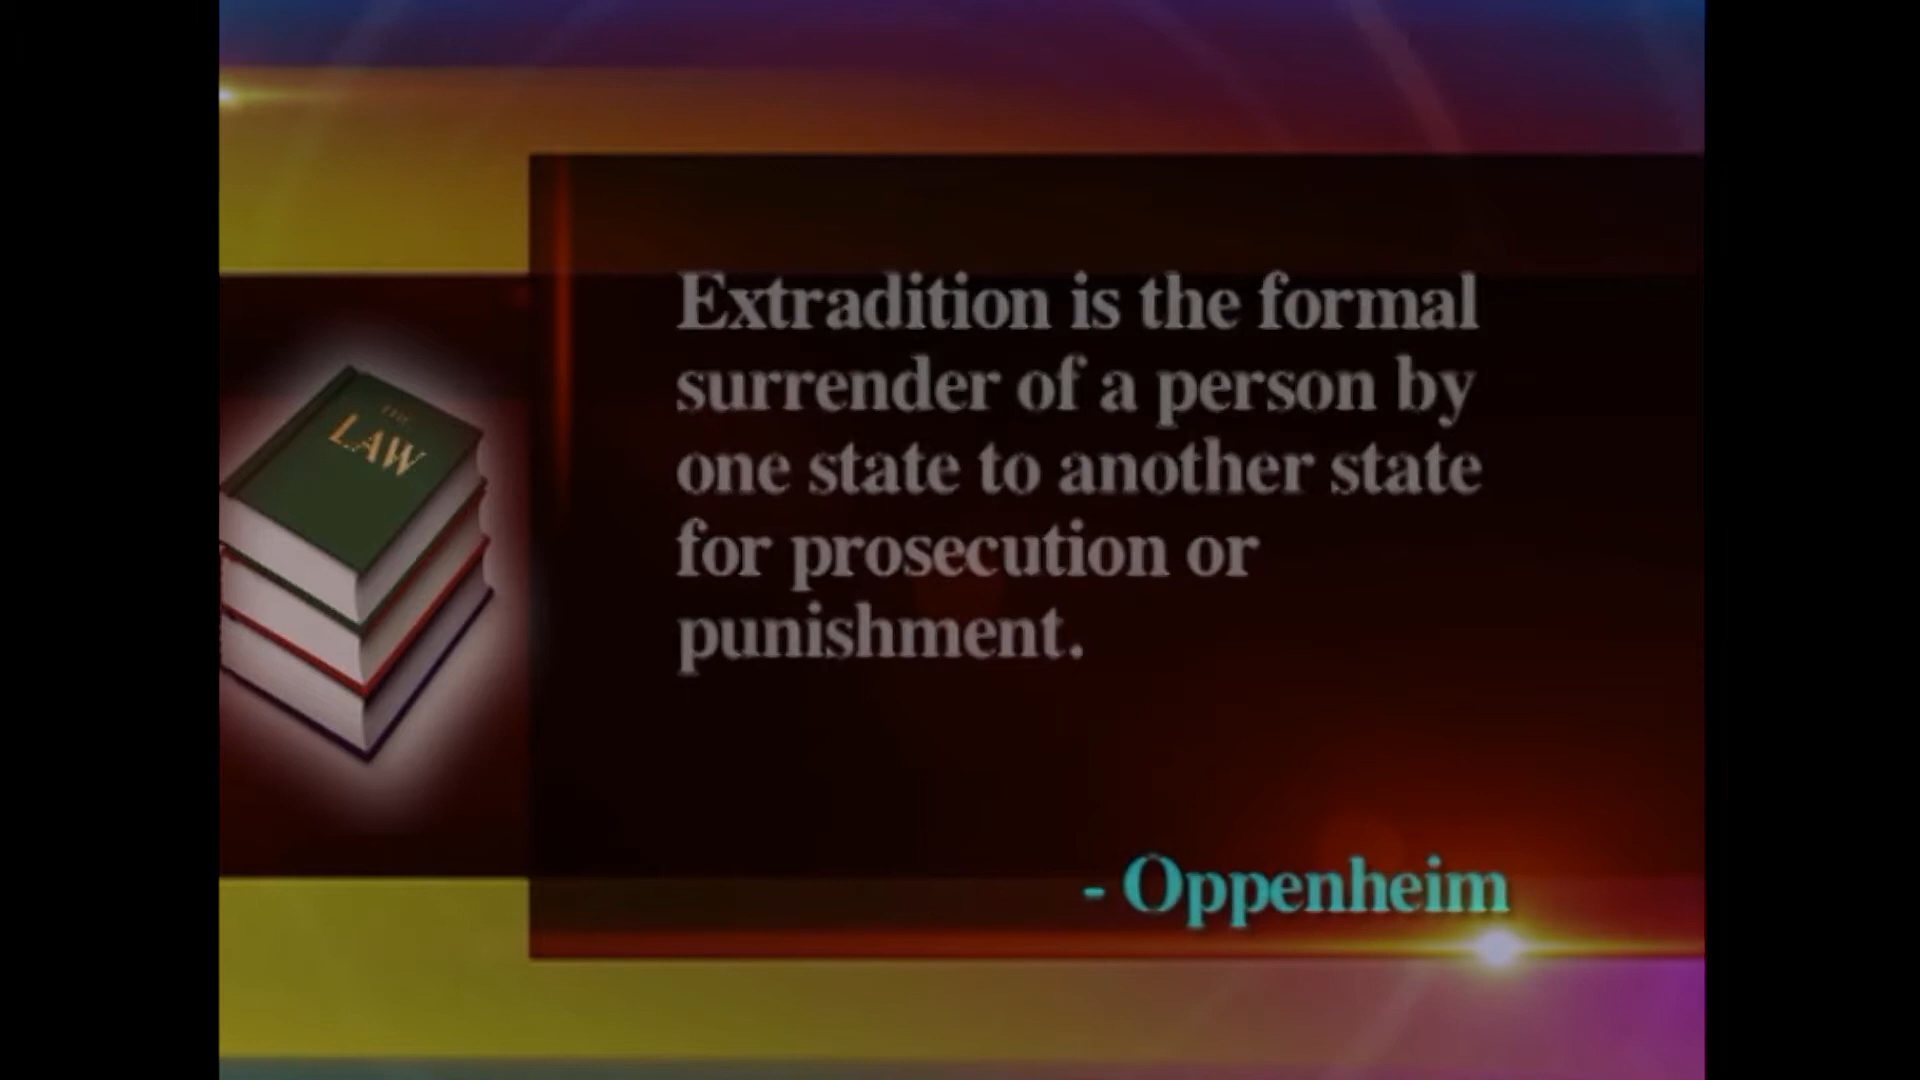 Extradition is the formal
surrender of a person by
one state to another state
for prosecution or
punishment.
- Oppenheim
THE
LAW